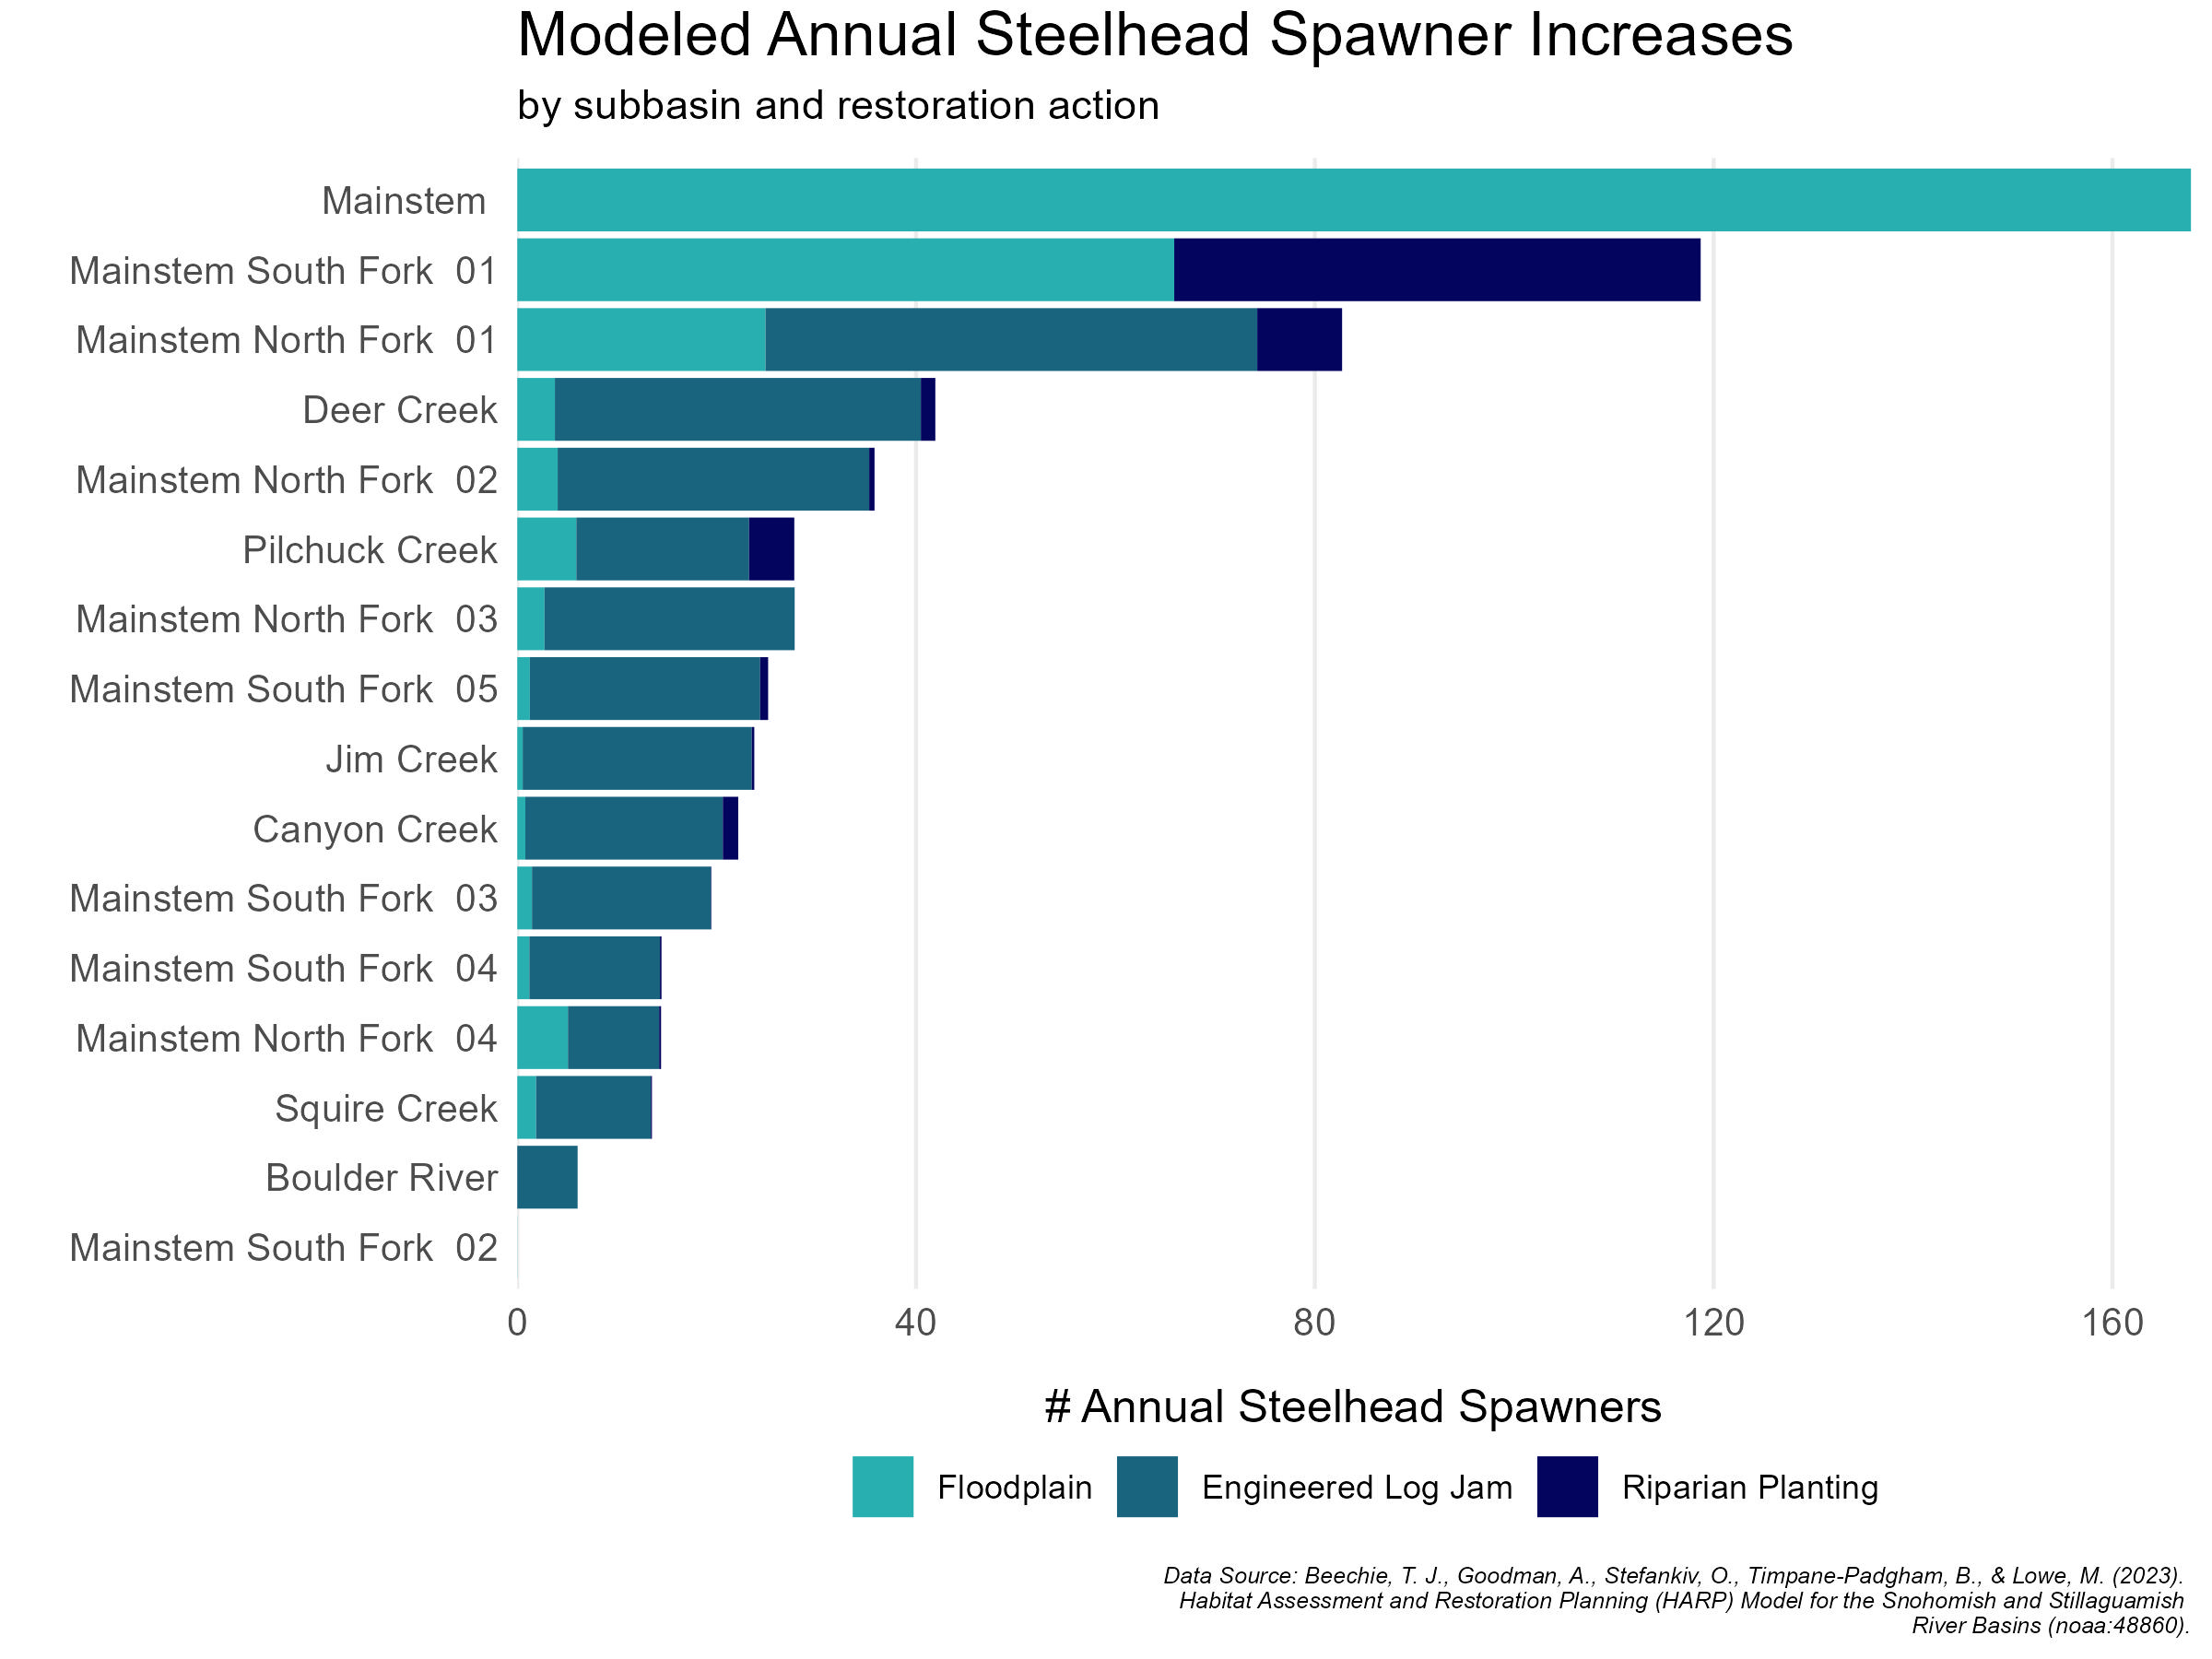 Modeled Annual Steelhead Spawner Increases
by subbasin and restoration action
Mainstem
Mainstem South Fork  01
Mainstem North Fork  01
Deer Creek
Mainstem North Fork  02
Pilchuck Creek
Mainstem North Fork  03
Mainstem South Fork  05
Jim Creek
Canyon Creek
Mainstem South Fork  03
Mainstem South Fork  04
Mainstem North Fork  04
Squire Creek
Boulder River
Mainstem South Fork  02
0 40 80 120 160
# Annual Steelhead Spawners
Floodplain Engineered Log Jam Riparian Planting
Data Source: Beechie, T. J., Goodman, A., Stefankiv, O., Timpane-Padgham, B., & Lowe, M. (2023).
Habitat Assessment and Restoration Planning (HARP) Model for the Snohomish and Stillaguamish
River Basins (noaa:48860).